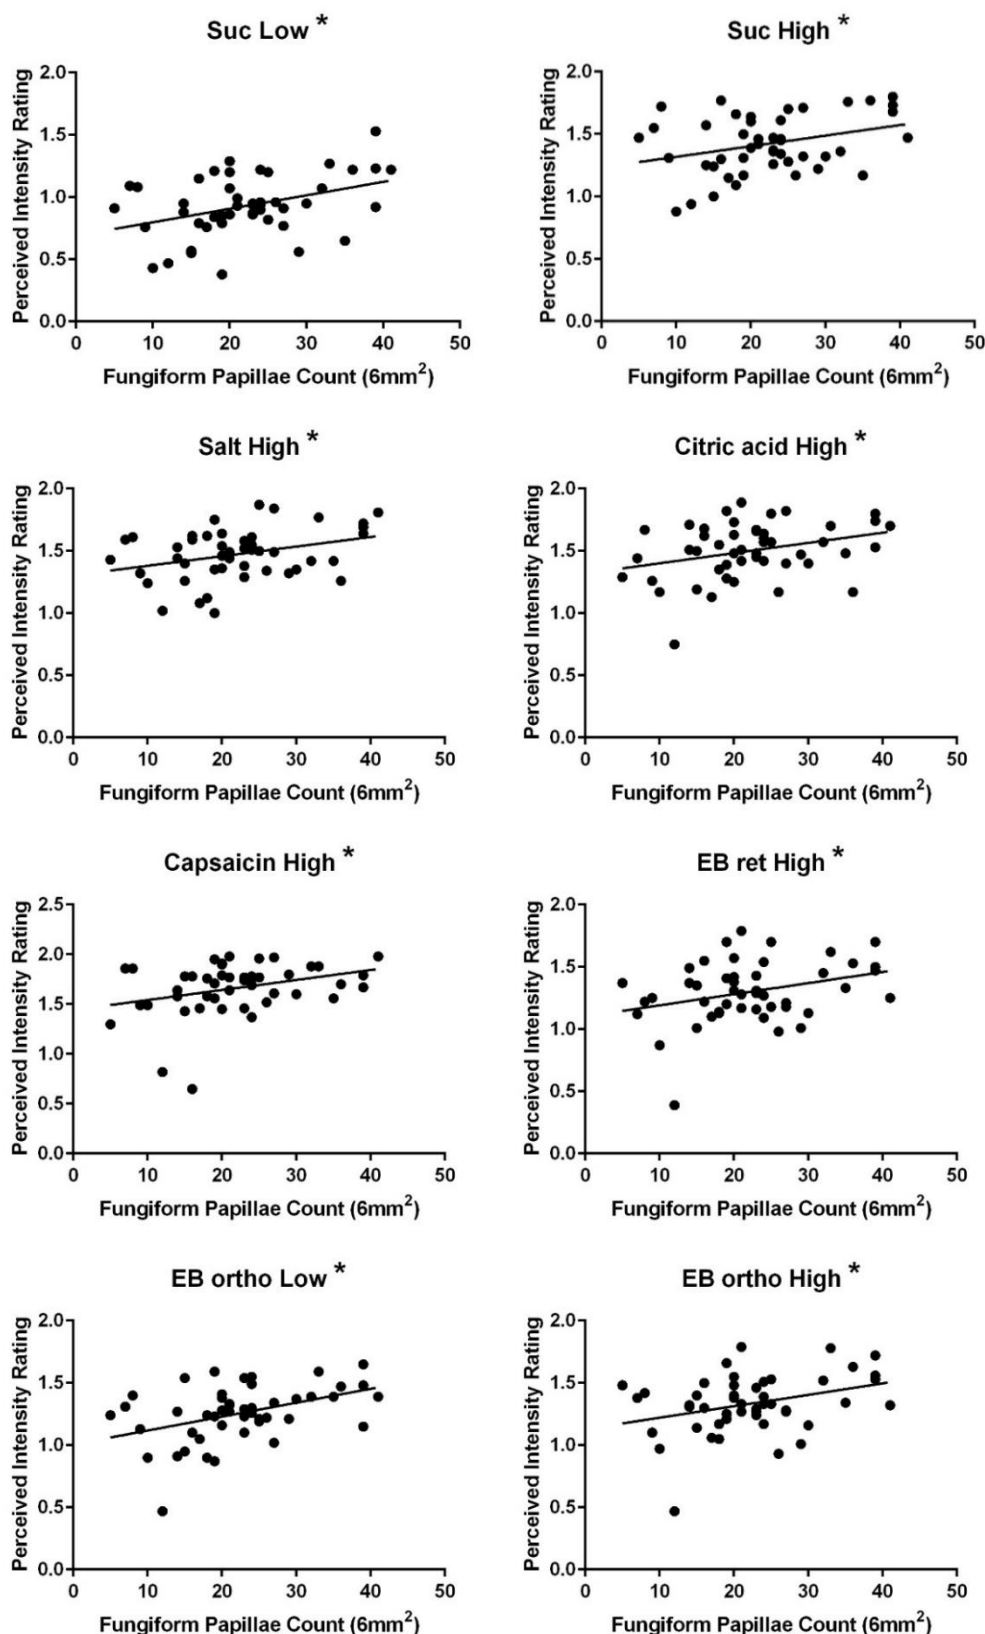 Suc Low *
Suc High *
Perceived Intensity Rating
2.0
1.5
1.0
0.5
0.0
0 10 20 30 40 50
Fungiform Papillae Count (6mm²)
Perceived Intensity Rating
2.0
1.5
1.0
0.5
0.0
0 10 20 30 40 50
Fungiform Papillae Count (6mm²)
Salt High *
Citric acid High *
Perceived Intensity Rating
2.0
1.5
1.0
0.5
0.0
0 10 20 30 40 50
Fungiform Papillae Count (6mm²)
Perceived Intensity Rating
2.0
1.5
1.0
0.5
0.0
0 10 20 30 40 50
Fungiform Papillae Count (6mm²)
Capsaicin High *
EB ret High *
Perceived Intensity Rating
2.5
2.0
1.5
1.0
0.5
0.0
0 10 20 30 40 50
Fungiform Papillae Count (6mm²)
Perceived Intensity Rating
2.0
1.5
1.0
0.5
0.0
0 10 20 30 40 50
Fungiform Papillae Count (6mm²)
EB ortho Low *
EB ortho High *
Perceived Intensity Rating
2.0
1.5
1.0
0.5
0.0
0 10 20 30 40 50
Fungiform Papillae Count (6mm²)
Perceived Intensity Rating
2.0
1.5
1.0
0.5
0.0
0 10 20 30 40 50
Fungiform Papillae Count (6mm²)